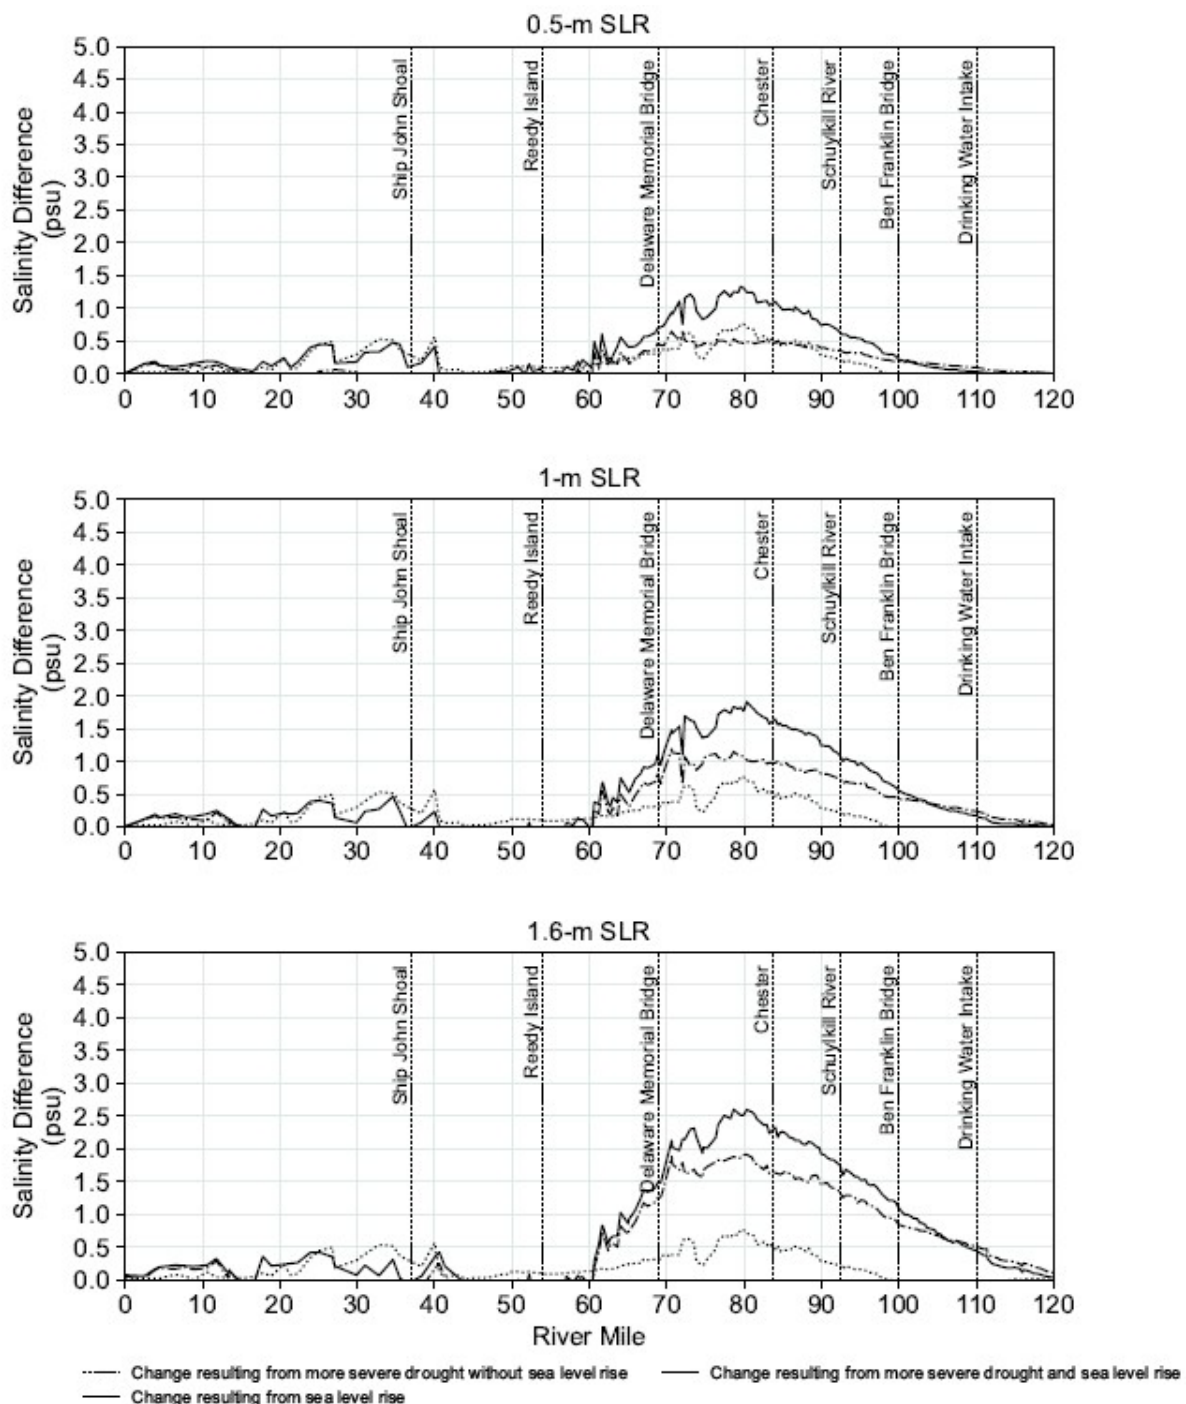 0.5-m SLR
5.0
4.5
4.0
3.5
3.0
2.5
2.0
1.5
1.0
0.5
0.0
Salinity Difference
(psu)
Ship John Shoal
Reedy Island
Delaware Memorial Bridge
Chester
Schuylkill River
Ben Franklin Bridge
Drinking Water Intake
0 10 20 30 40 50 60 70 80 90 100 110 120
1-m SLR
5.0
4.5
4.0
3.5
3.0
2.5
2.0
1.5
1.0
0.5
0.0
Salinity Difference
(psu)
Ship John Shoal
Reedy Island
Delaware Memorial Bridge
Chester
Schuylkill River
Ben Franklin Bridge
Drinking Water Intake
0 10 20 30 40 50 60 70 80 90 100 110 120
1.6-m SLR
5.0
4.5
4.0
3.5
3.0
2.5
2.0
1.5
1.0
0.5
0.0
Salinity Difference
(psu)
Ship John Shoal
Reedy Island
Delaware Memorial Bridge
Chester
Schuylkill River
Ben Franklin Bridge
Drinking Water Intake
0 10 20 30 40 50 60 70 80 90 100 110 120
River Mile
Change resulting from more severe drought without sea level rise
Change resulting from more severe drought and sea level rise
Change resulting from sea level rise